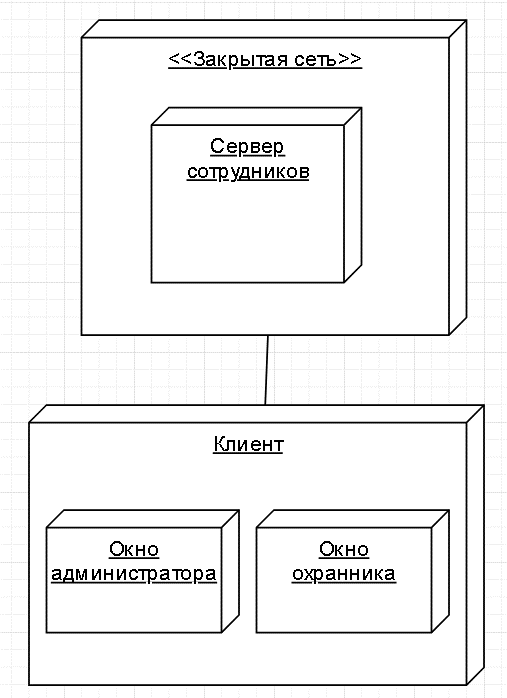 <<Закрытая сеть>>
Сервер
сотрудников
Клиент
Окно
администратора
Окно
охранника